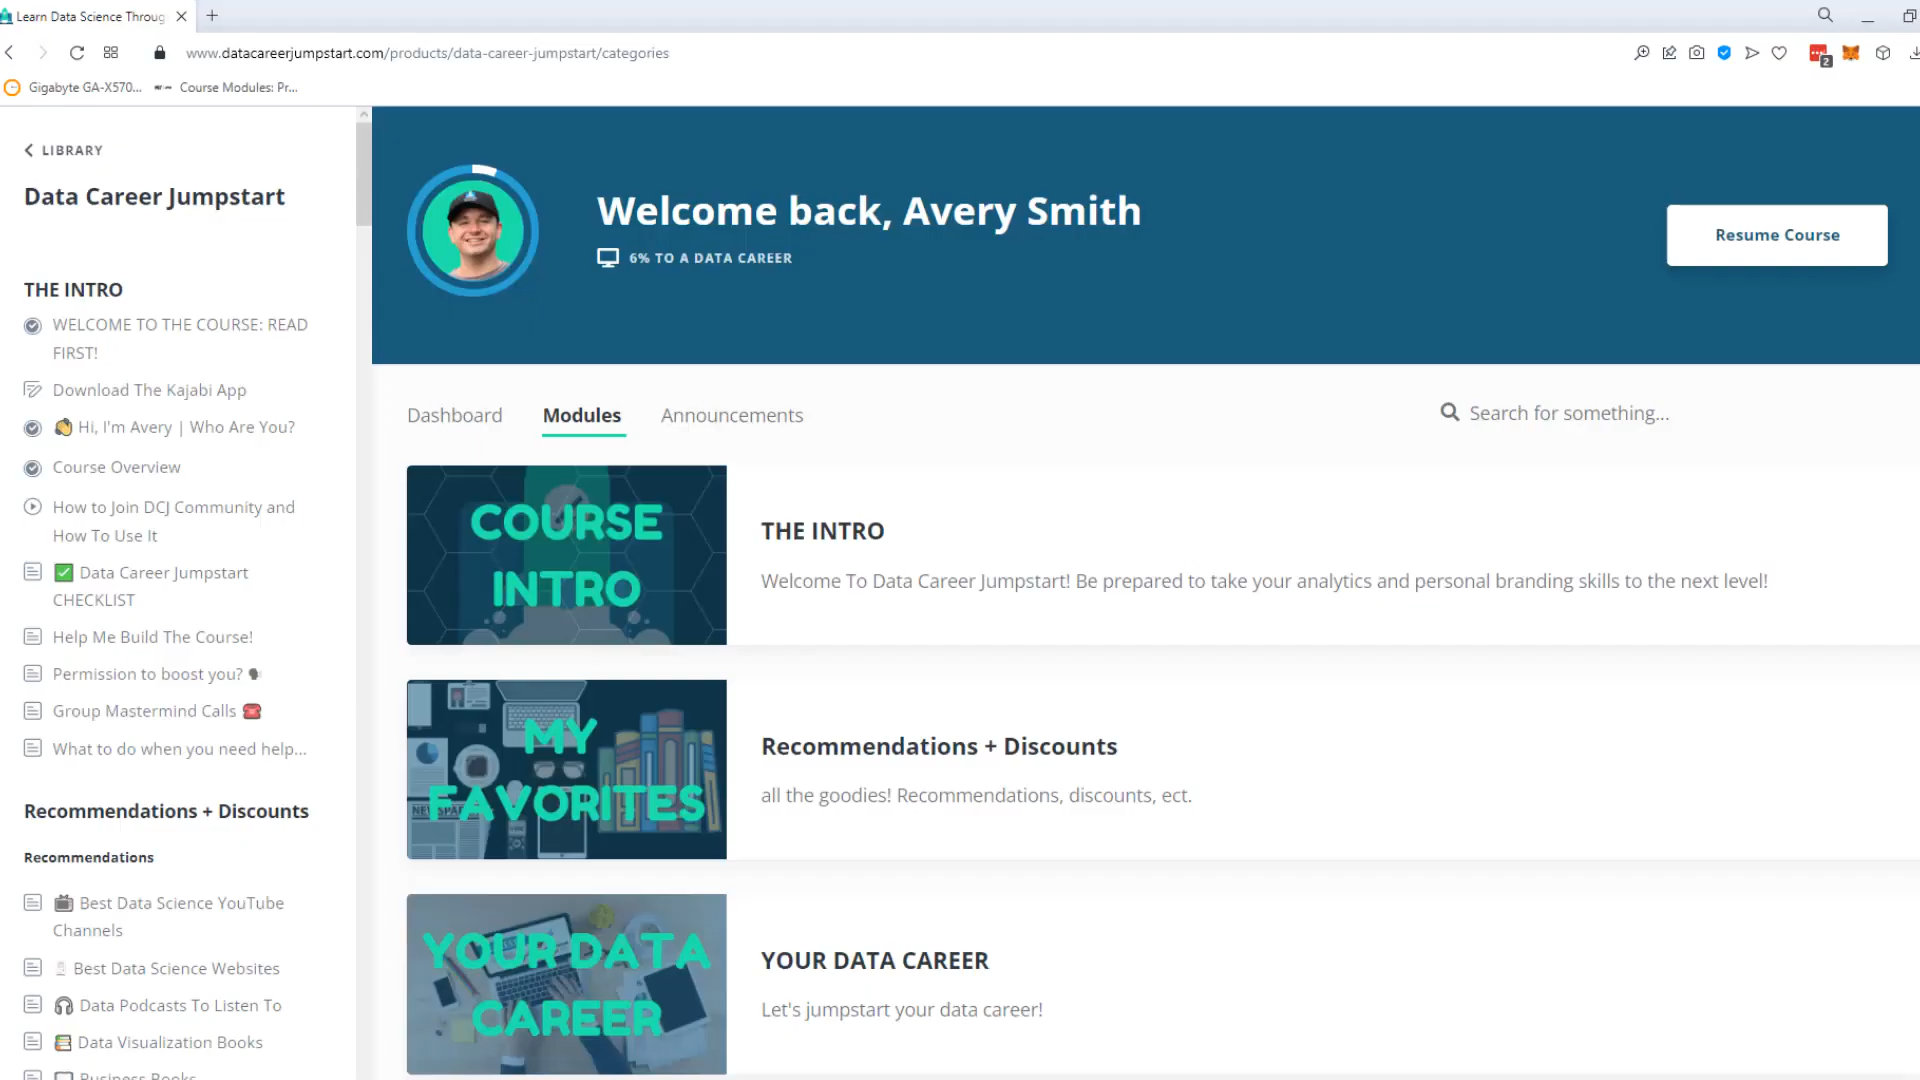 Learn Data Science Throug
www.datacareerjumpstart.com/products/data-career-jumpstart/categories
2
Gigabyte GA-X570... Course Modules: Pr...
LIBRARY
Data Career Jumpstart
THE INTRO
WELCOME TO THE COURSE: READ
FIRST!
Download The Kajabi App
Hi, I'm Avery | Who Are You?
Course Overview
How to Join DCJ Community and
How To Use It
Data Career Jumpstart
CHECKLIST
Help Me Build The Course!
Permission to boost you?
Group Mastermind Calls
What to do when you need help...
Recommendations + Discounts
Recommendations
Best Data Science YouTube
Channels
Best Data Science Websites
Data Podcasts To Listen To
Data Visualization Books
Business Books
Welcome back, Avery Smith
6% TO A DATA CAREER
Resume Course
Dashboard Modules Announcements
Search for something...
COURSE
INTRO
THE INTRO
Welcome To Data Career Jumpstart! Be prepared to take your analytics and personal branding skills to the next level!
MY
FAVORITES
Recommendations + Discounts
all the goodies! Recommendations, discounts, ect.
YOUR DATA
CAREER
YOUR DATA CAREER
Let's jumpstart your data career!